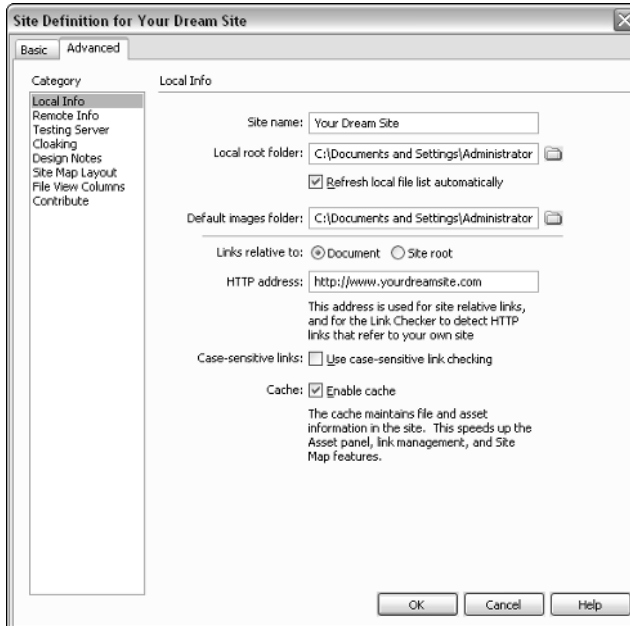 Site Definition for Your Dream Site
Basic
Advanced
Category
Local Info
Remote Info
Testing Server
Cloaking
Design Notes
Site Map Layout
File View Columns
Contribute
Local Info
Site name: Your Dream Site
Local root folder: C:\Documents and Settings\Administrator
Refresh local file list automatically
Default images folder: C:\Documents and Settings\Administrator
Links relative to: Document Site root
HTTP address: http://www.yourdreamsite.com
This address is used for site relative links,
and for the Link Checker to detect HTTP
links that refer to your own site
Case-sensitive links: Use case-sensitive link checking
Cache: Enable cache
The cache maintains file and asset
information in the site. This speeds up the
Asset panel, link management, and Site
Map features.
OK Cancel Help